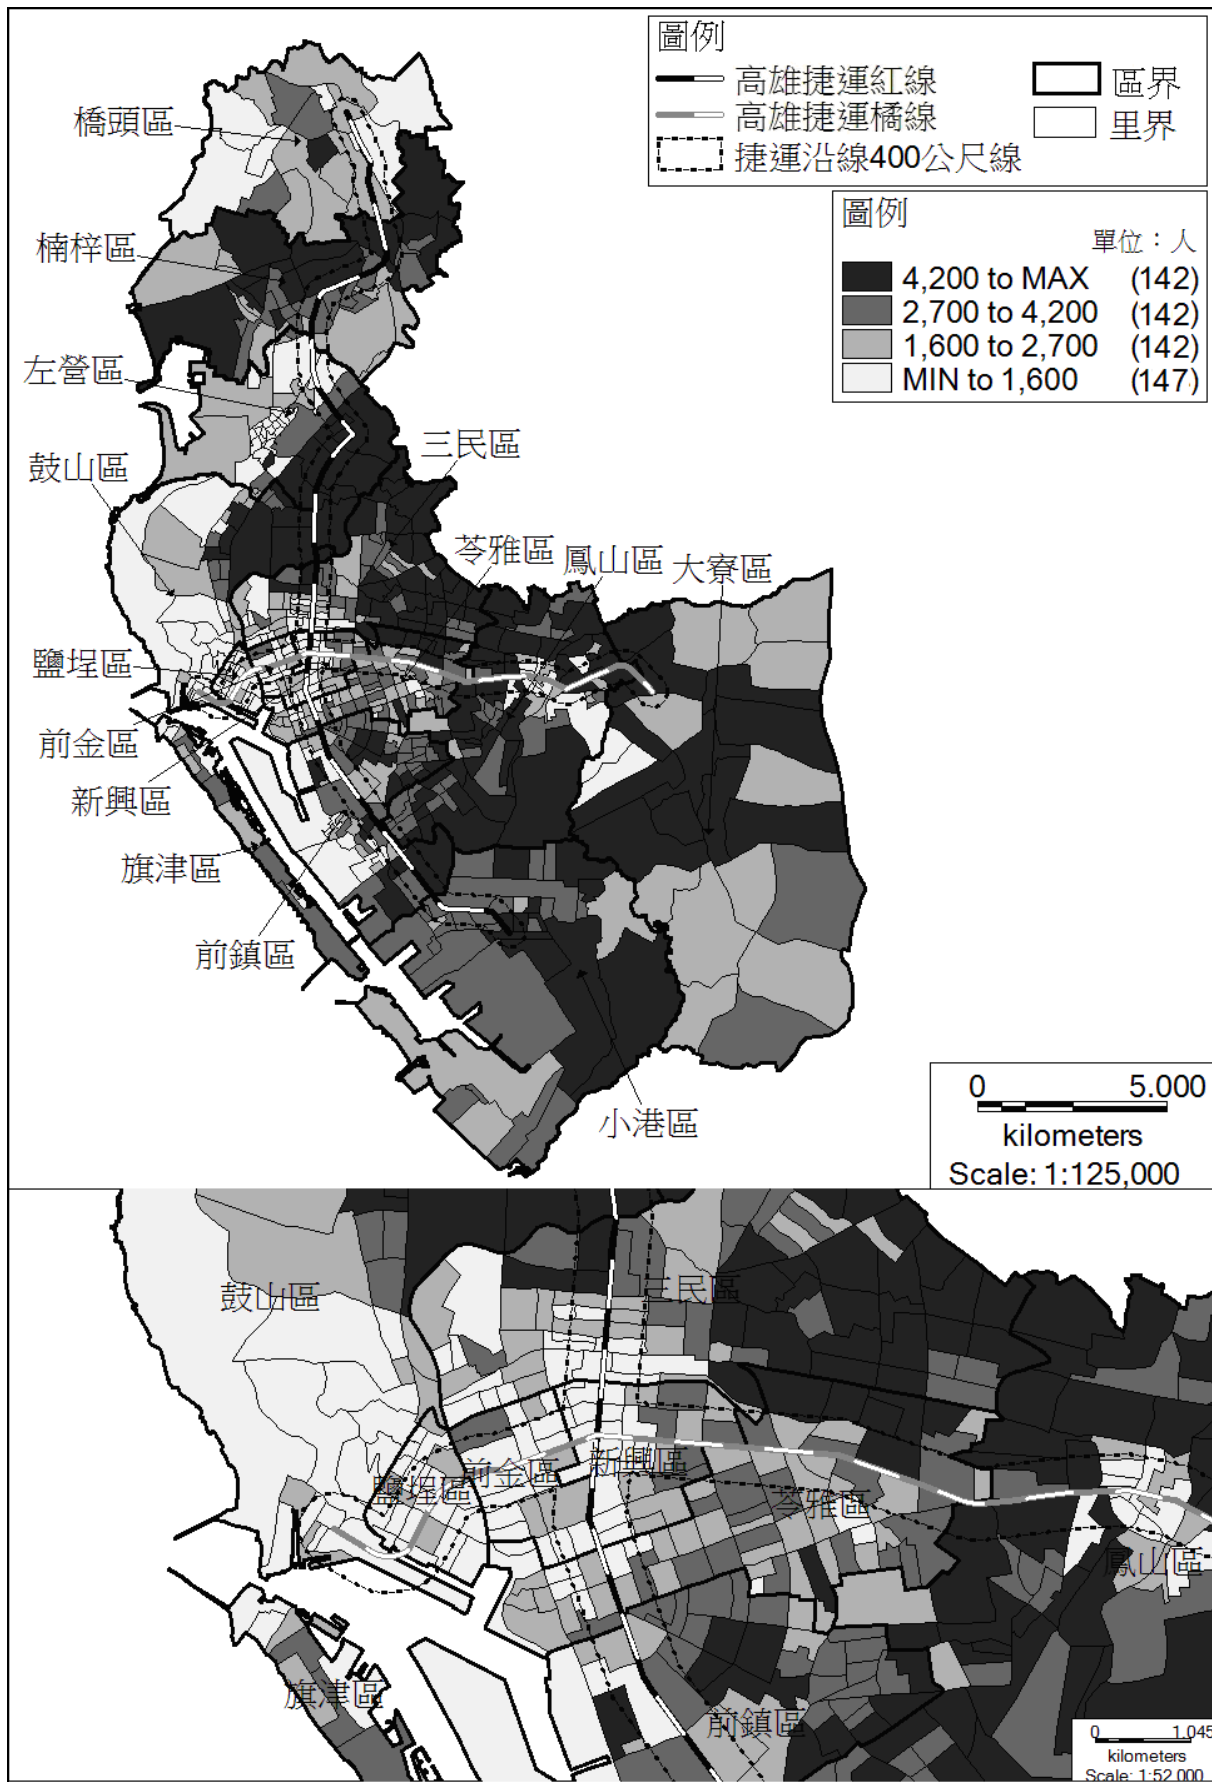 圖例
高雄捷運紅線
區界
高雄捷運橘線
里界
捷運沿線400公尺線
圖例
單位：人
4,200 to MAX (142)
2,700 to 4,200 (142)
1,600 to 2,700 (142)
MIN to 1,600 (147)
橋頭區
楠梓區
左營區
三民區
鼓山區
苓雅區
鳳山區
大寮區
鹽埕區
前金區
新興區
旗津區
前鎮區
小港區
0 5.000
kilometers
Scale: 1:125,000
鼓山區
三民區
新興區
前金區
鹽埕區
苓雅區
鳳山區
旗津區
前鎮區
0 1.045
kilometers
Scale: 1:52,000